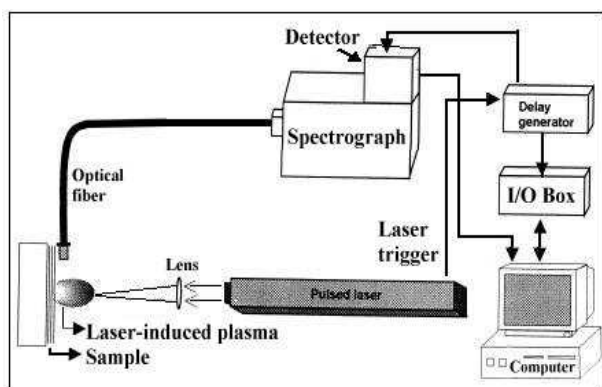 Detector
Spectrograph
Delay
generator
Optical
fiber
I/O Box
Laser
trigger
Lens
Pulsed laser
Laser-induced plasma
Sample
Computer